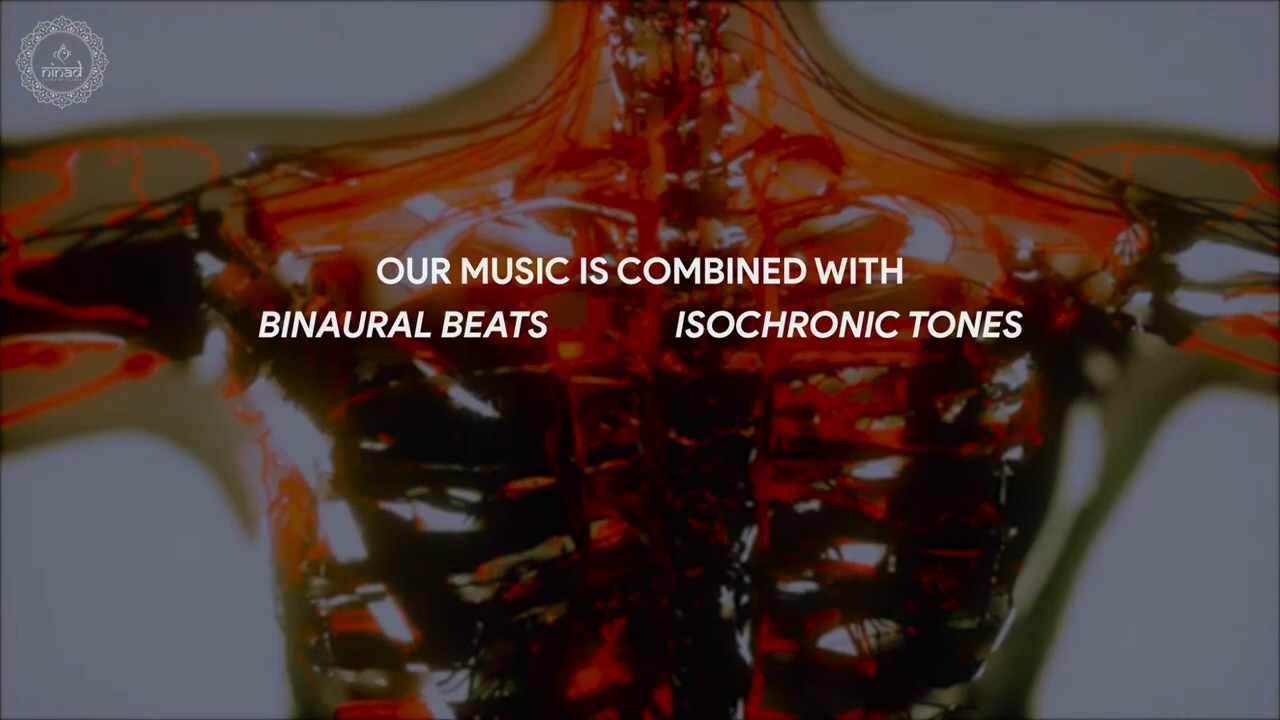 ninad
OUR MUSIC IS COMBINED WITH
BINAURAL BEATS ISOCHRONIC TONES